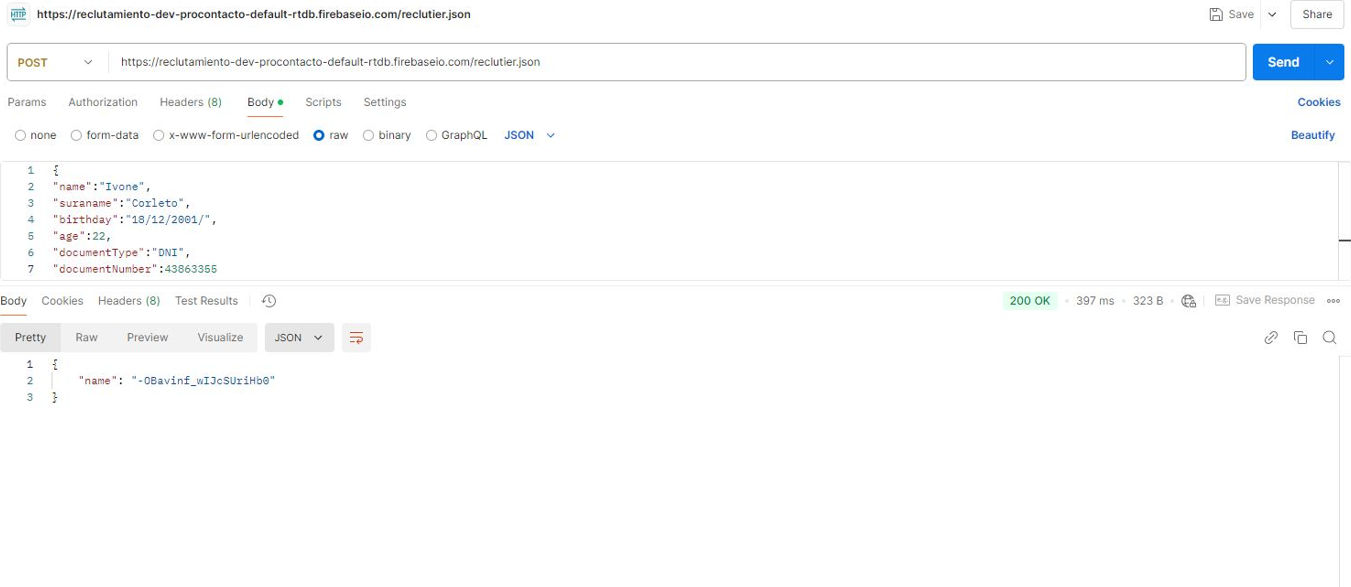 HTTP https://reclutamiento-dev-procontacto-default-rtdb.firebaseio.com/reclutier.json Save Share
POST https://reclutamiento-dev-procontacto-default-rtdb.firebaseio.com/reclutier.json Send
Params Authorization Headers (8) Body Scripts Settings Cookies
none form-data x-www-form-urlencoded raw binary GraphQL JSON Beautify
1 {
2 "name":"Ivone",
3 "suraname":"Corleto",
4 "birthday":"18/12/2001/",
5 "age":22,
6 "documentType":"DNI",
7 "documentNumber":43863355
Body Cookies Headers (8) Test Results 200 OK 397 ms 323 B e.g. Save Response
Pretty Raw Preview Visualize JSON
1 {
2 "name": "-OBavinf_wIJcSUriHb0"
3 }